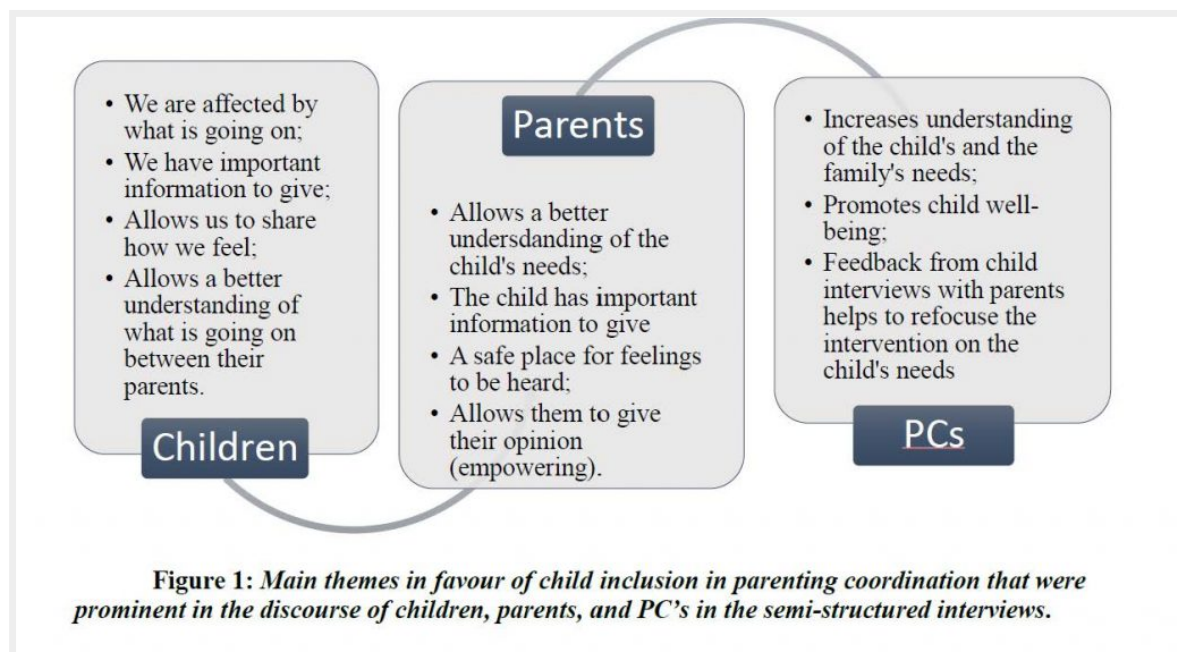 • We are affected by
what is going on;
• We have important
information to give;
• Allows us to share
how we feel;
• Allows a better
understanding of
what is going on
between their
parents.
Children
Parents
• Allows a better
undersdanding of the
child's needs;
• The child has important
information to give
• A safe place for feelings
to be heard;
• Allows them to give
their opinion
(empowering).
• Increases understanding
of the child's and the
family's needs;
• Promotes child well-
being;
• Feedback from child
interviews with parents
helps to refocuse the
intervention on the
child's needs
PCs
Figure 1: Main themes in favour of child inclusion in parenting coordination that were
prominent in the discourse of children, parents, and PC’s in the semi-structured interviews.